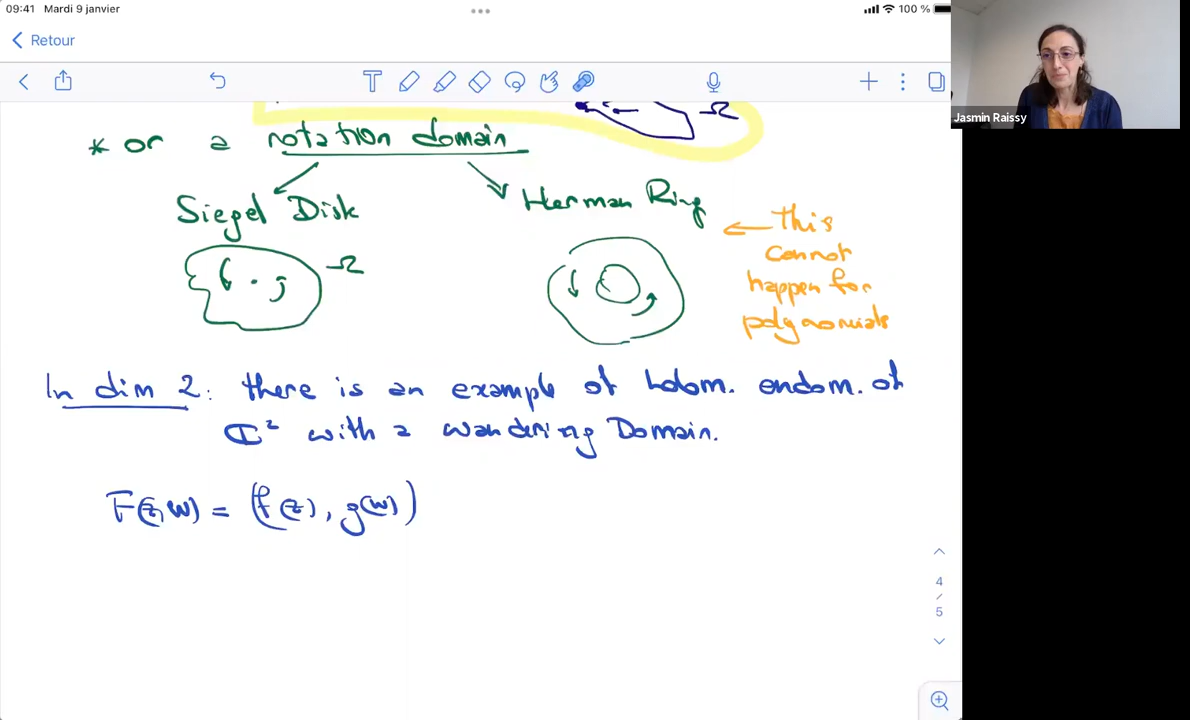 09:41 Mardi 9 janvier
100 %
Retour
Jasmin Raissy
Ω
* or a rotation domain
Siegel Disk
Herman Ring
← this
cannot
happen for
polynomials
Ω
In dim 2: there is an example of holom. endom. of
ℂ² with a wandering Domain.
F(z,w) = (f(z), g(w))
4
/
5